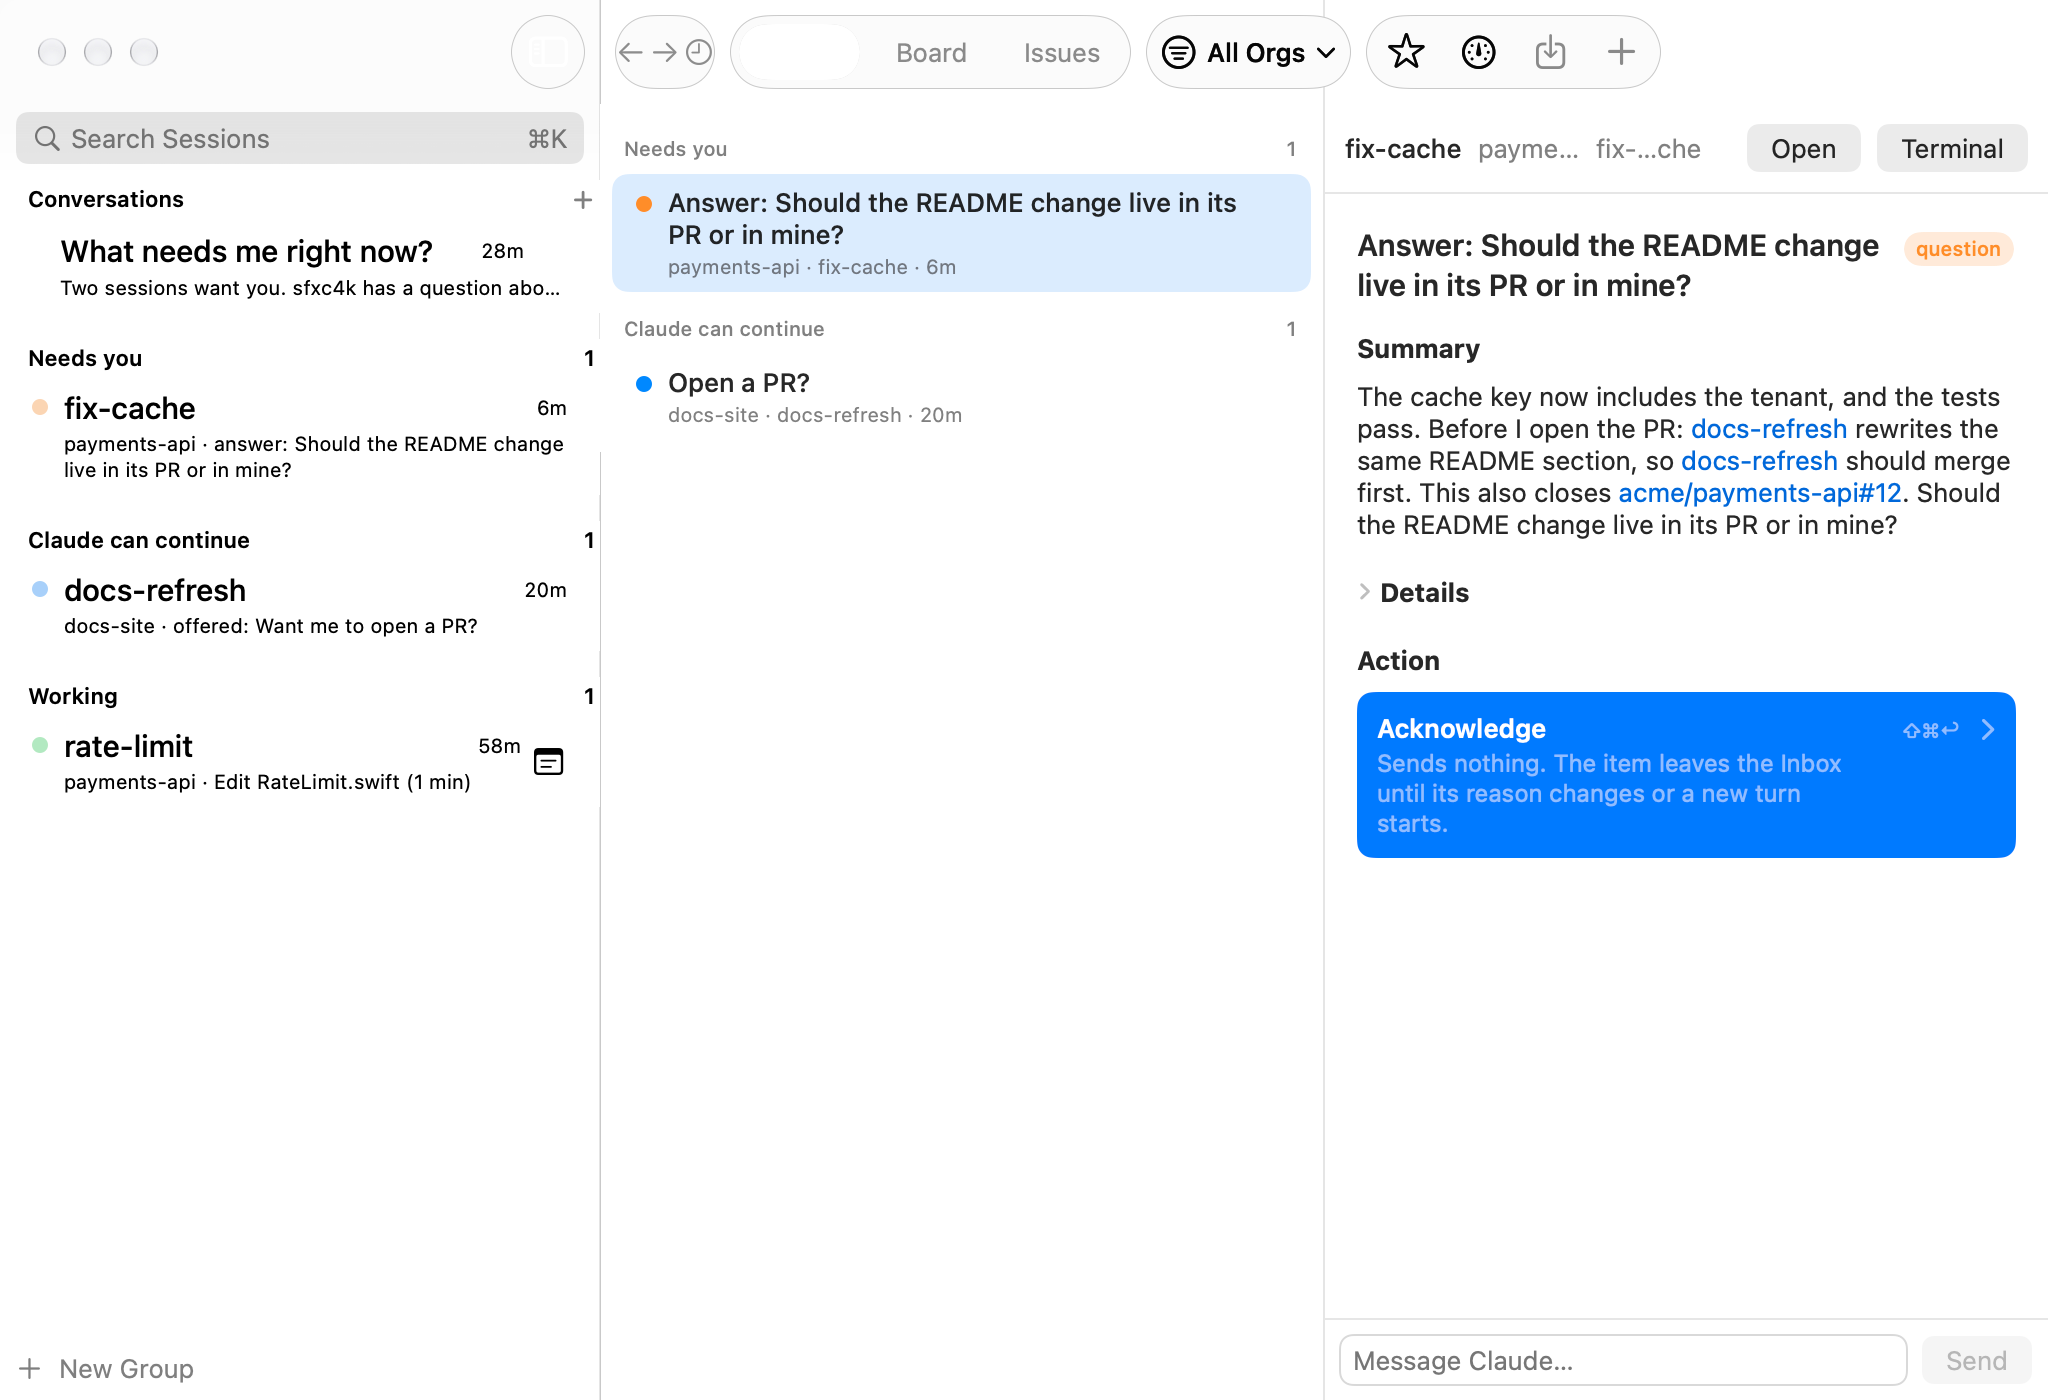 Board
Issues
All Orgs
Search Sessions
⌘K
Conversations
What needs me right now?
28m
Two sessions want you. sfxc4k has a question abo...
Needs you
1
fix-cache
6m
payments-api · answer: Should the README change
live in its PR or in mine?
Claude can continue
1
docs-refresh
20m
docs-site · offered: Want me to open a PR?
Working
1
rate-limit
58m
payments-api · Edit RateLimit.swift (1 min)
New Group
Needs you
1
Answer: Should the README change live in its
PR or in mine?
payments-api · fix-cache · 6m
Claude can continue
1
Open a PR?
docs-site · docs-refresh · 20m
fix-cache
payme...
fix-...che
Open
Terminal
Answer: Should the README change
live in its PR or in mine?
question
Summary
The cache key now includes the tenant, and the tests
pass. Before I open the PR: docs-refresh rewrites the
same README section, so docs-refresh should merge
first. This also closes acme/payments-api#12. Should
the README change live in its PR or in mine?
Details
Action
Acknowledge
⇧⌘↩
Sends nothing. The item leaves the Inbox
until its reason changes or a new turn
starts.
Message Claude...
Send